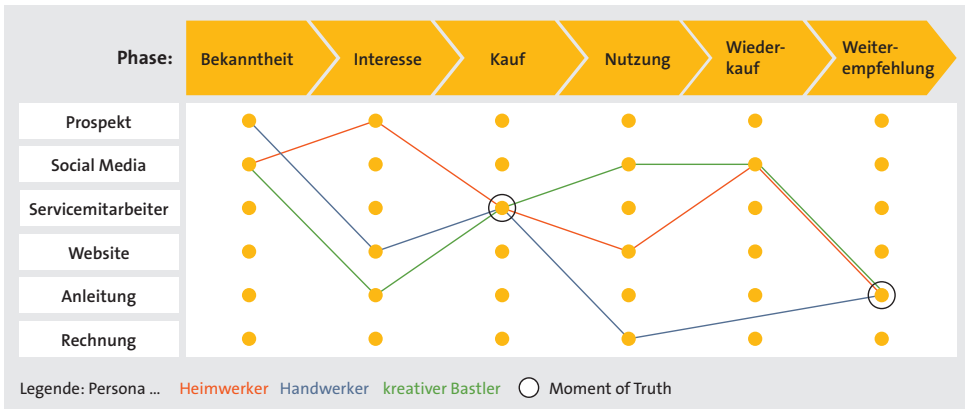 Phase:
Bekanntheit
Interesse
Kauf
Nutzung
Wieder-
kauf
Weiter-
empfehlung
Prospekt
Social Media
Servicemitarbeiter
Website
Anleitung
Rechnung
Legende: Persona ... Heimwerker Handwerker kreativer Bastler Moment of Truth